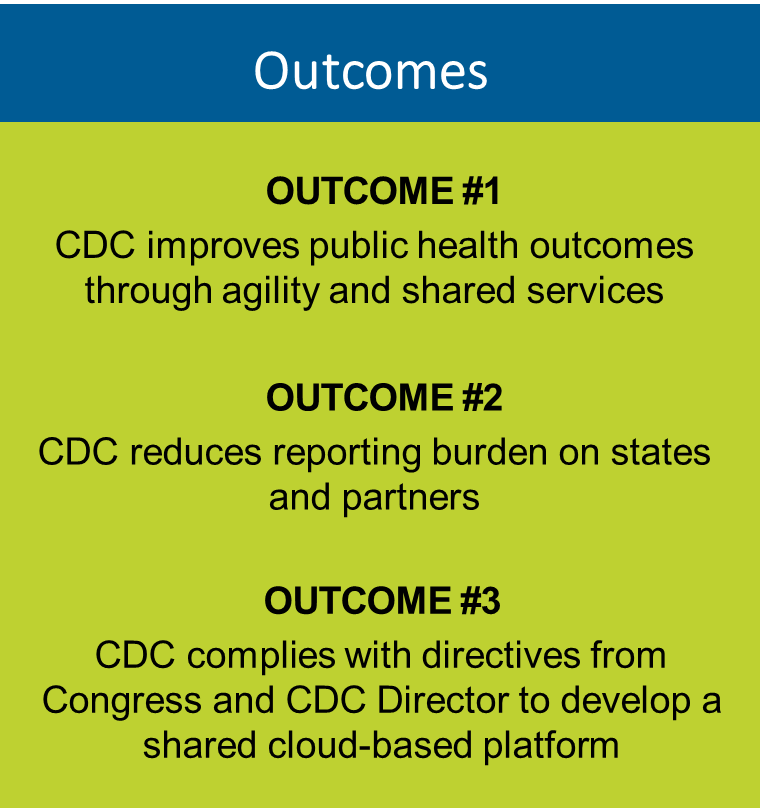 Outcomes
OUTCOME #1
CDC improves public health outcomes
through agility and shared services
OUTCOME #2
CDC reduces reporting burden on states
and partners
OUTCOME #3
CDC complies with directives from
Congress and CDC Director to develop a
shared cloud-based platform